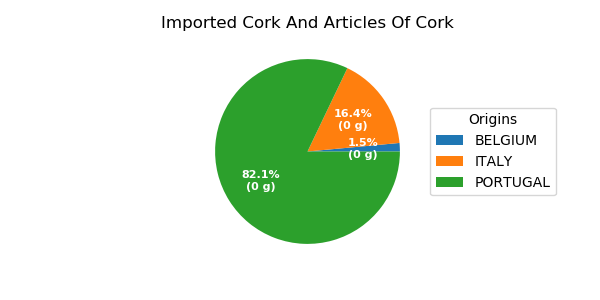 Imported Cork And Articles Of Cork
16.4%
(0 g)
1.5%
(0 g)
82.1%
(0 g)
Origins
BELGIUM
ITALY
PORTUGAL